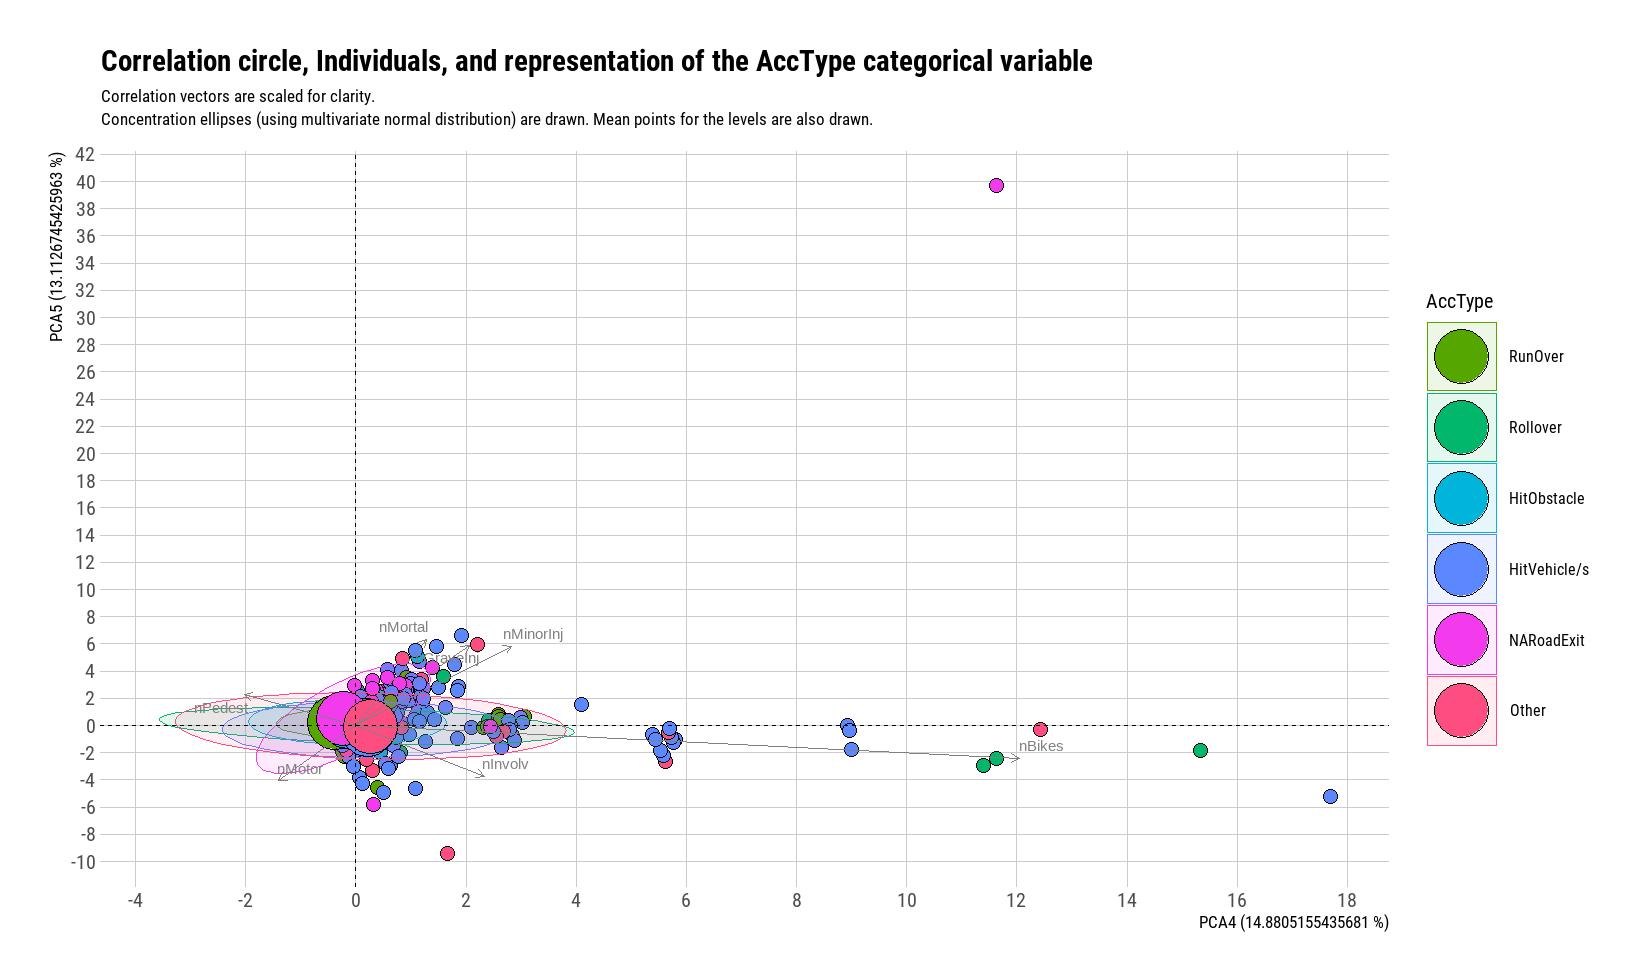 Correlation circle, Individuals, and representation of the AccType categorical variable
Correlation vectors are scaled for clarity.
Concentration ellipses (using multivariate normal distribution) are drawn. Mean points for the levels are also drawn.
PCA5 (13.1126745425963 %)
42
40
38
36
34
32
30
28
26
24
22
20
18
16
14
12
10
8
6
4
2
0
-2
-4
-6
-8
-10
nMortal
nMinorInj
nPedest
nMotor
nInvolv
nBikes
-4
-2
0
2
4
6
8
10
12
14
16
18
PCA4 (14.8805155435681 %)
AccType
RunOver
Rollover
HitObstacle
HitVehicle/s
NARoadExit
Other